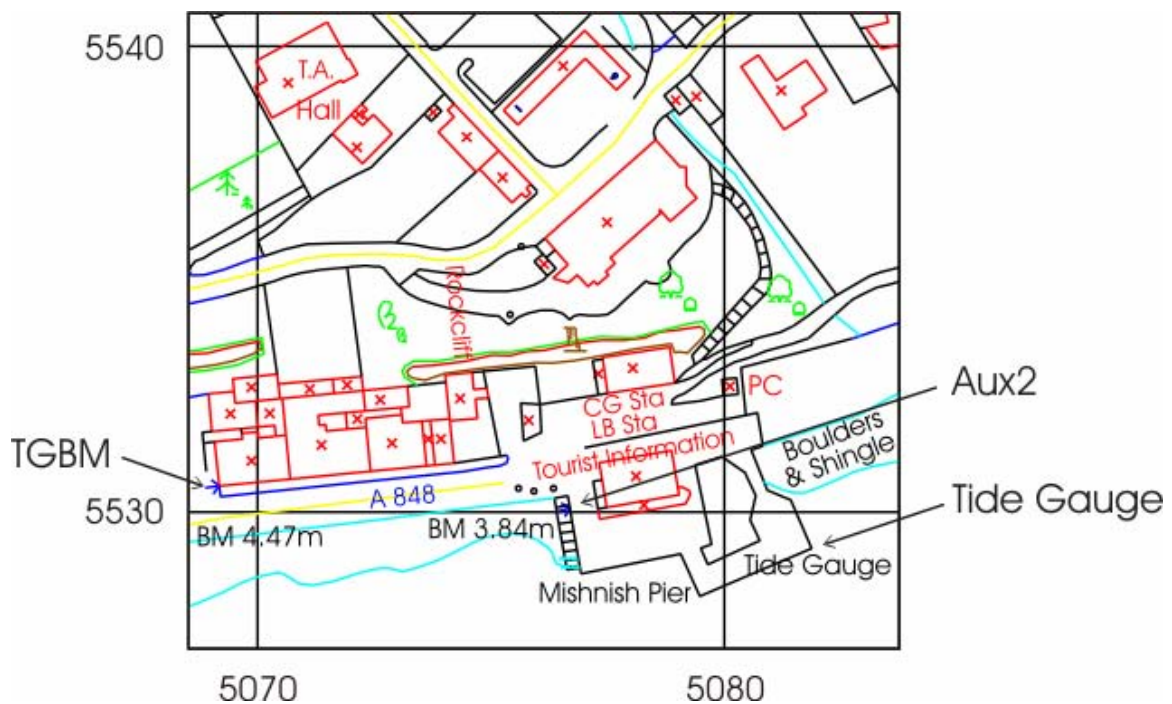 5540
T.A.
Hall
Rockcliff
Aux2
PC
CG Sta
LB Sta
Boulders
& Shingle
TGBM
Tourist Information
Tide Gauge
A 848
5530
BM 4.47m
BM 3.84m
Tide Gauge
Mishnish Pier
5070
5080